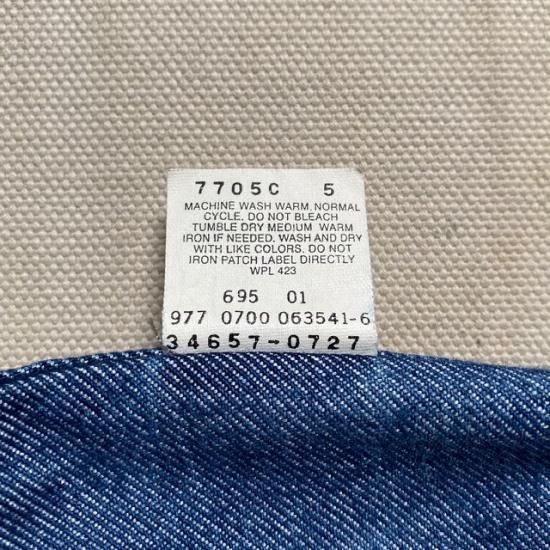 7705C 5
MACHINE WASH WARM, NORMAL
CYCLE. DO NOT BLEACH
TUMBLE DRY MEDIUM WARM
IRON IF NEEDED. WASH AND DRY
WITH LIKE COLORS. DO NOT
IRON PATCH LABEL DIRECTLY
WPL 423
695 01
977 0700 063541-6
34657-0727